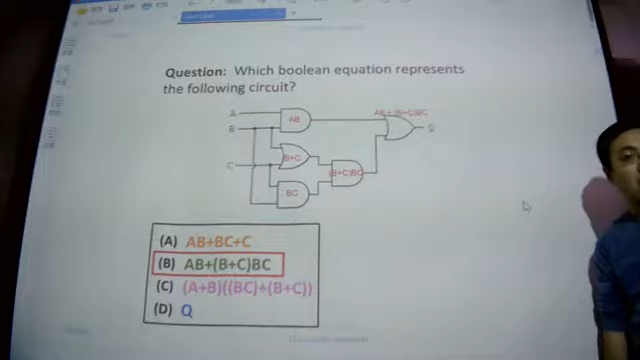 Question: Which boolean equation represents
the following circuit?
A
AB
AB + (B+C)BC
Q
B
B+C
C
(B+C)BC
BC
(A) AB+BC+C
(B) AB+(B+C)BC
(C) (A+B)((BC)+(B+C))
(D) Q